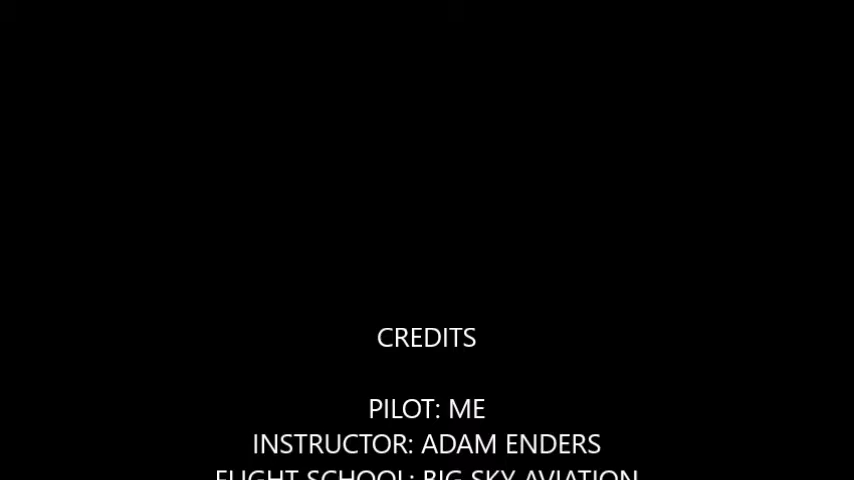 CREDITS
PILOT: ME
INSTRUCTOR: ADAM ENDERS
FLIGHT SCHOOL: BIG SKY AVIATION